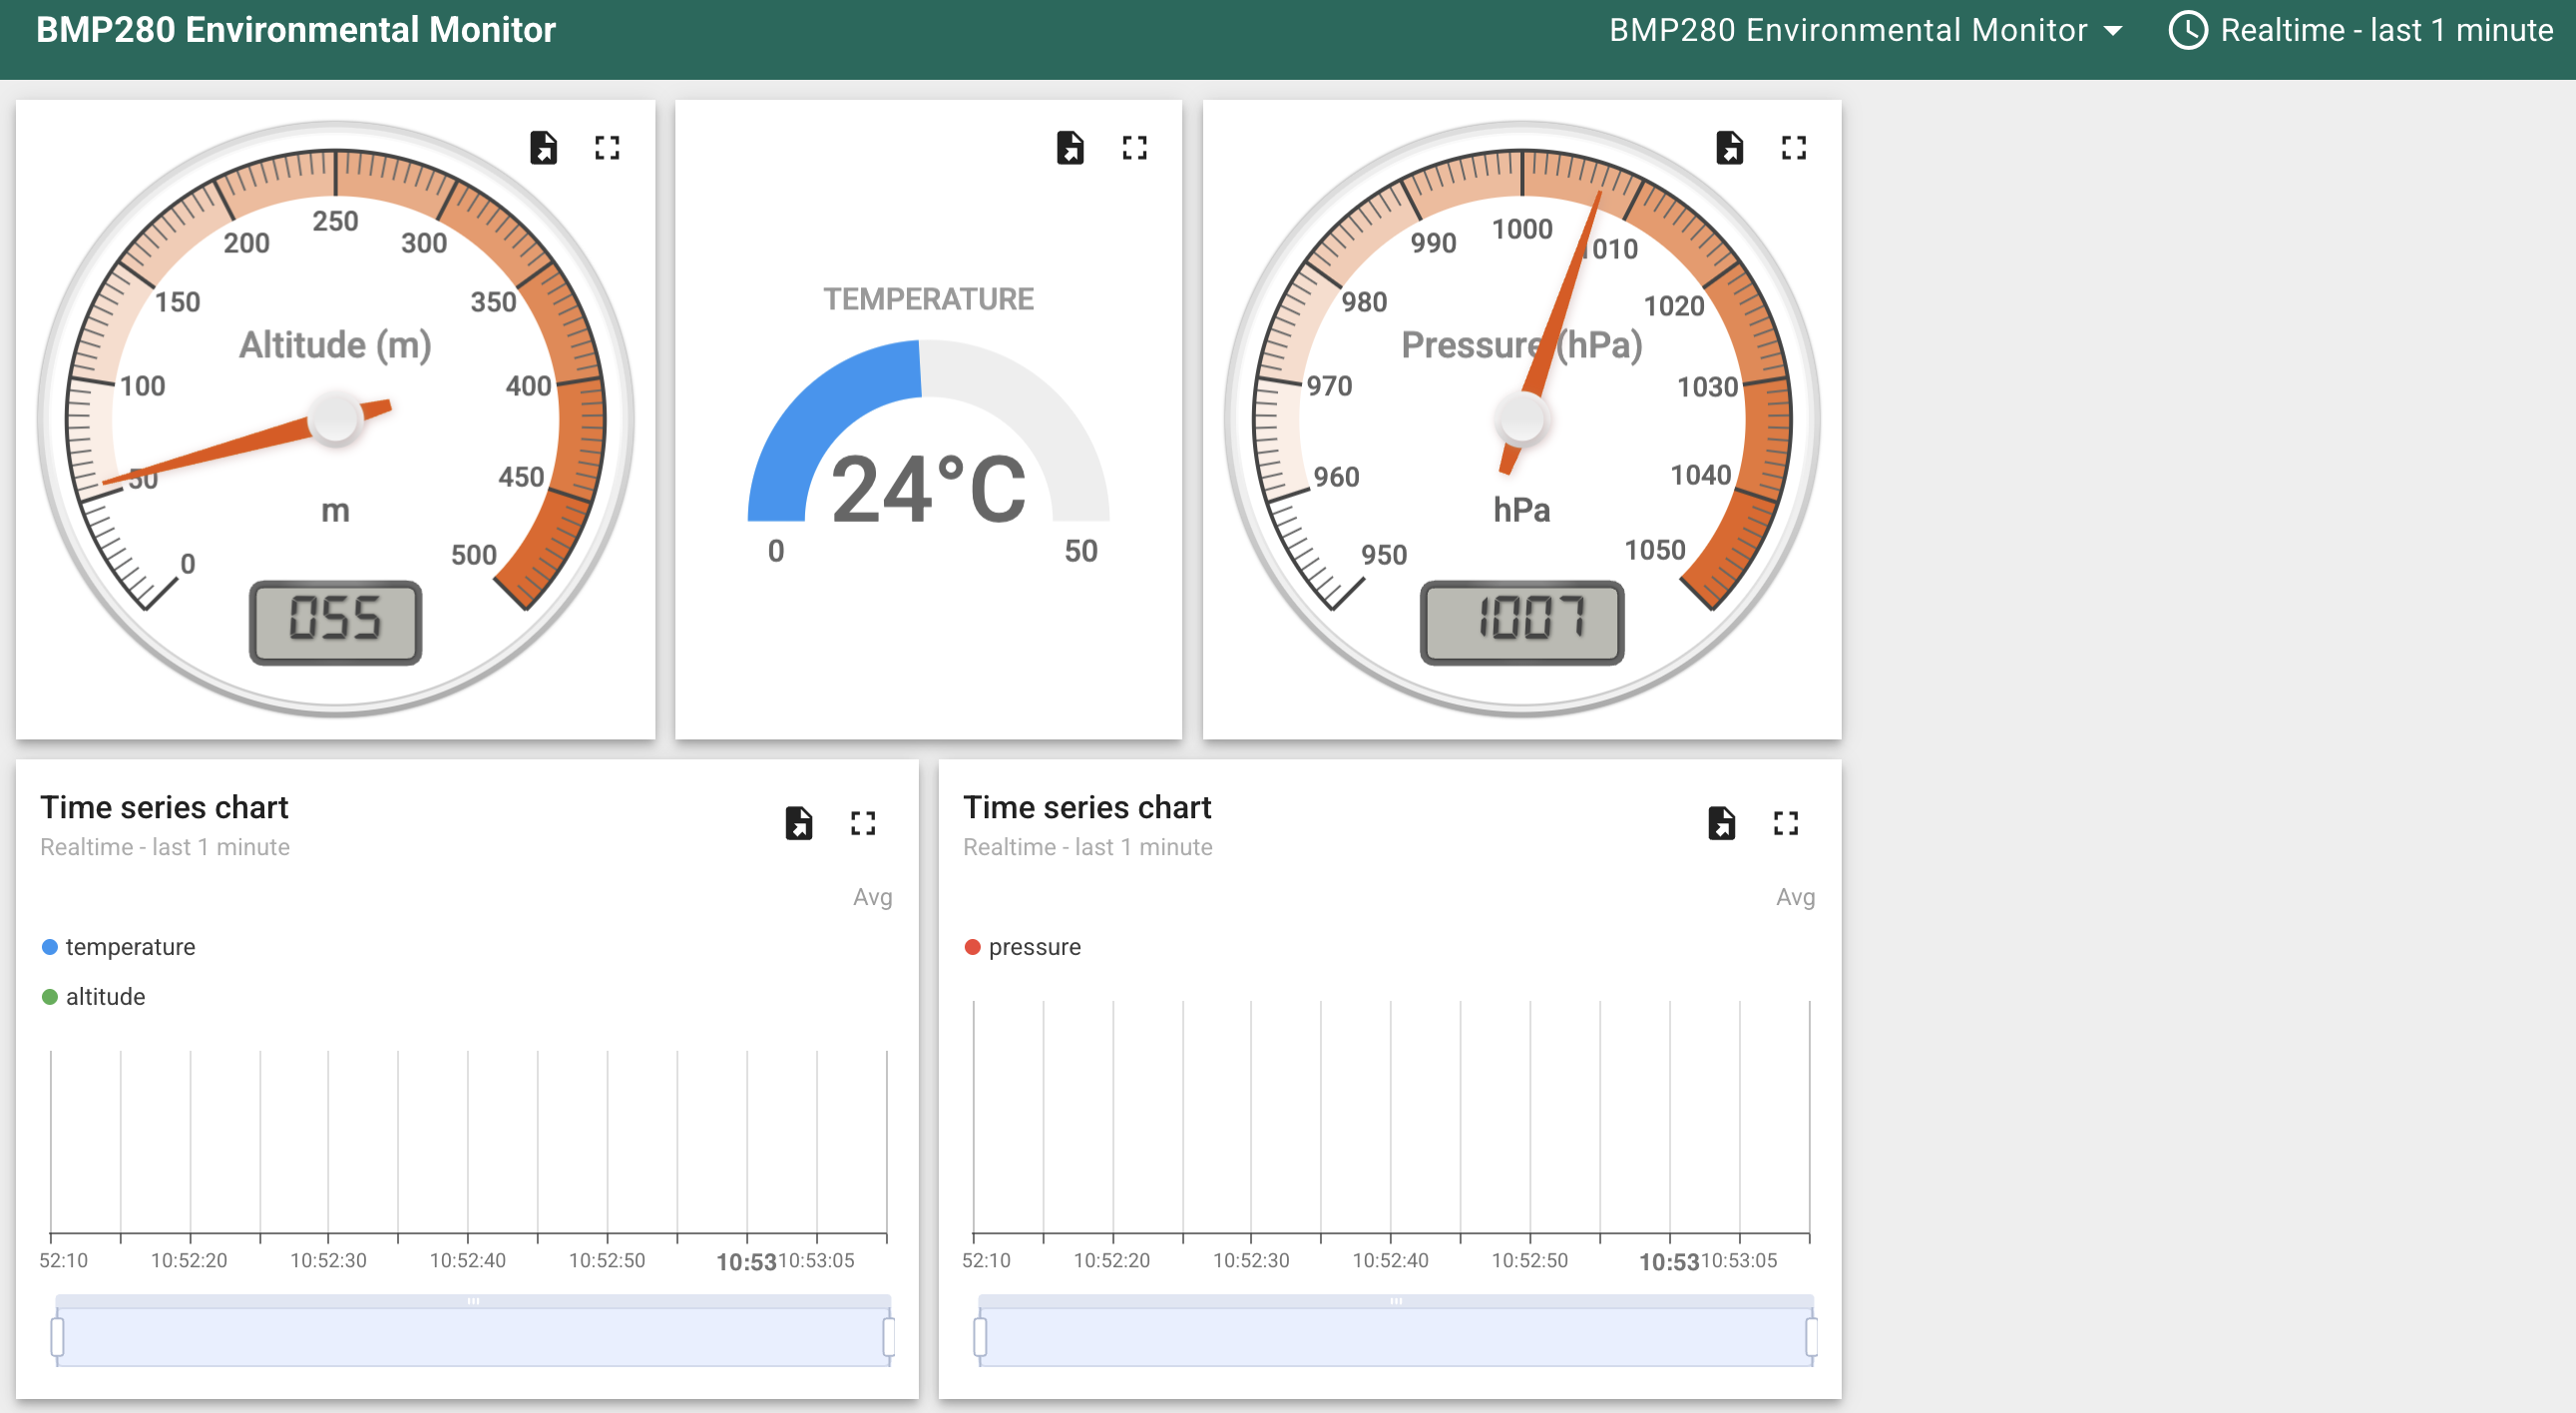 BMP280 Environmental Monitor
BMP280 Environmental Monitor
Realtime - last 1 minute
250
200
300
150
350
Altitude (m)
100
400
50
450
m
0
500
055
TEMPERATURE
24°C
0
50
1000
990
1010
980
1020
Pressure (hPa)
970
1030
960
1040
hPa
950
1050
1007
Time series chart
Realtime - last 1 minute
Avg
temperature
altitude
52:10 10:52:20 10:52:30 10:52:40 10:52:50 10:53 10:53:05
Time series chart
Realtime - last 1 minute
Avg
pressure
52:10 10:52:20 10:52:30 10:52:40 10:52:50 10:53 10:53:05